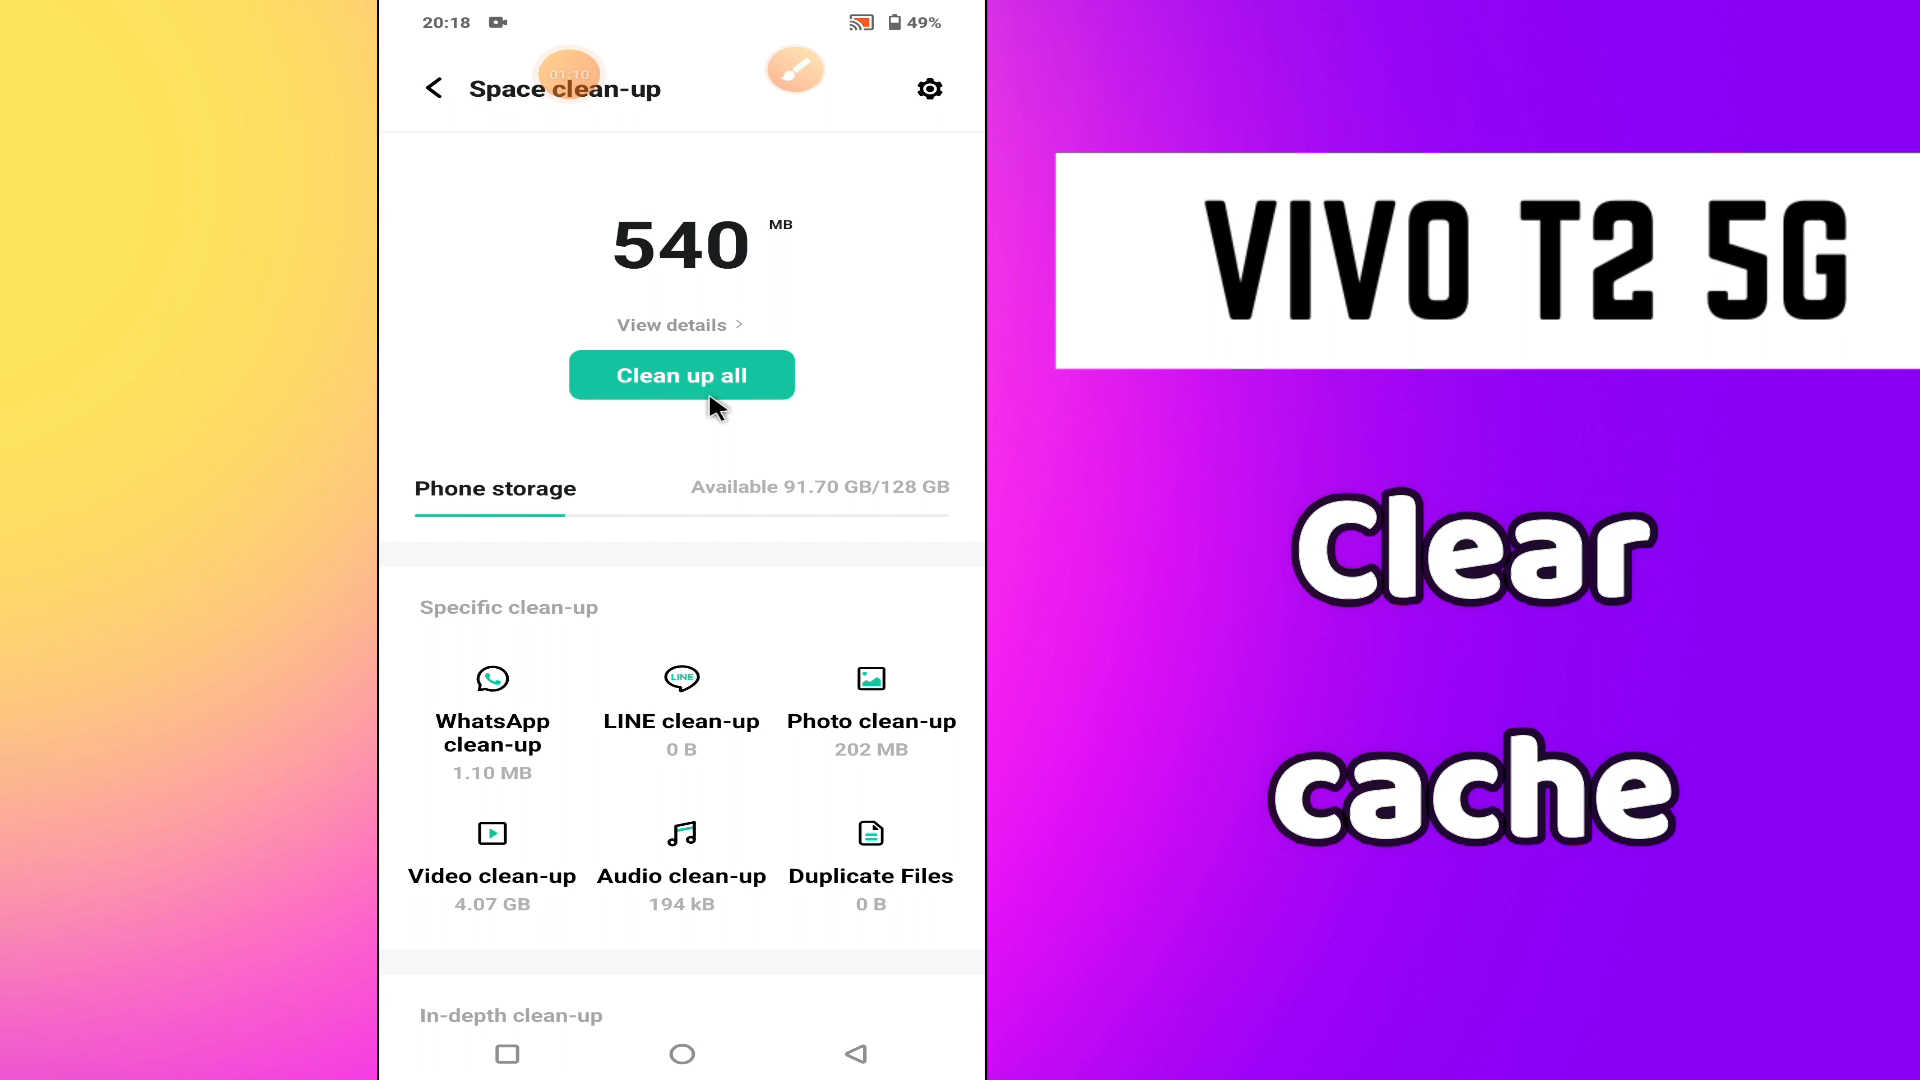 20:18
49%
01:10
Space clean-up
540 MB
View details >
Clean up all
Phone storage
Available 91.70 GB/128 GB
Specific clean-up
WhatsApp
clean-up
1.10 MB
LINE
LINE clean-up
0 B
Photo clean-up
202 MB
Video clean-up
4.07 GB
Audio clean-up
194 kB
Duplicate Files
0 B
In-depth clean-up
VIVO T2 5G
Clear
cache